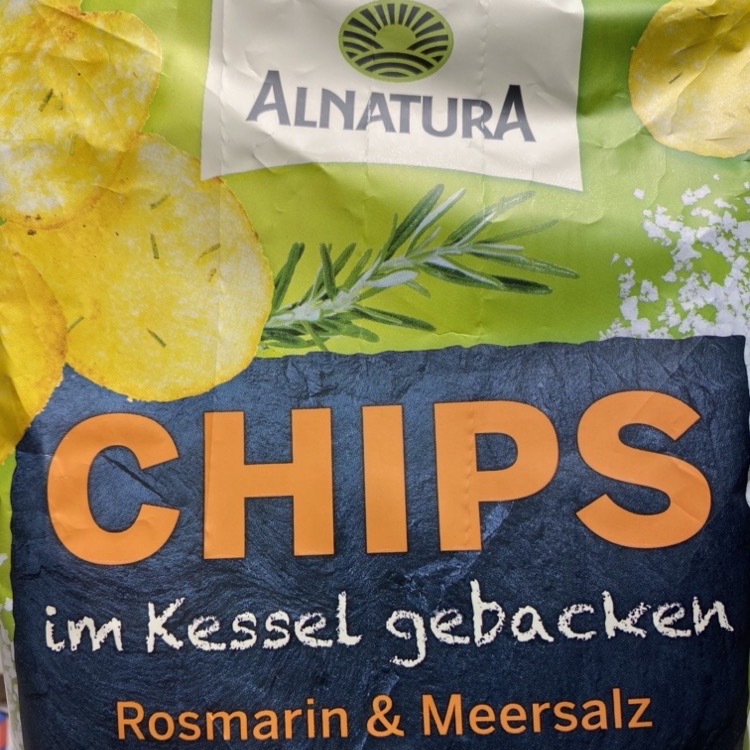 ALNATURA
CHIPS
im Kessel gebacken
Rosmarin & Meersalz